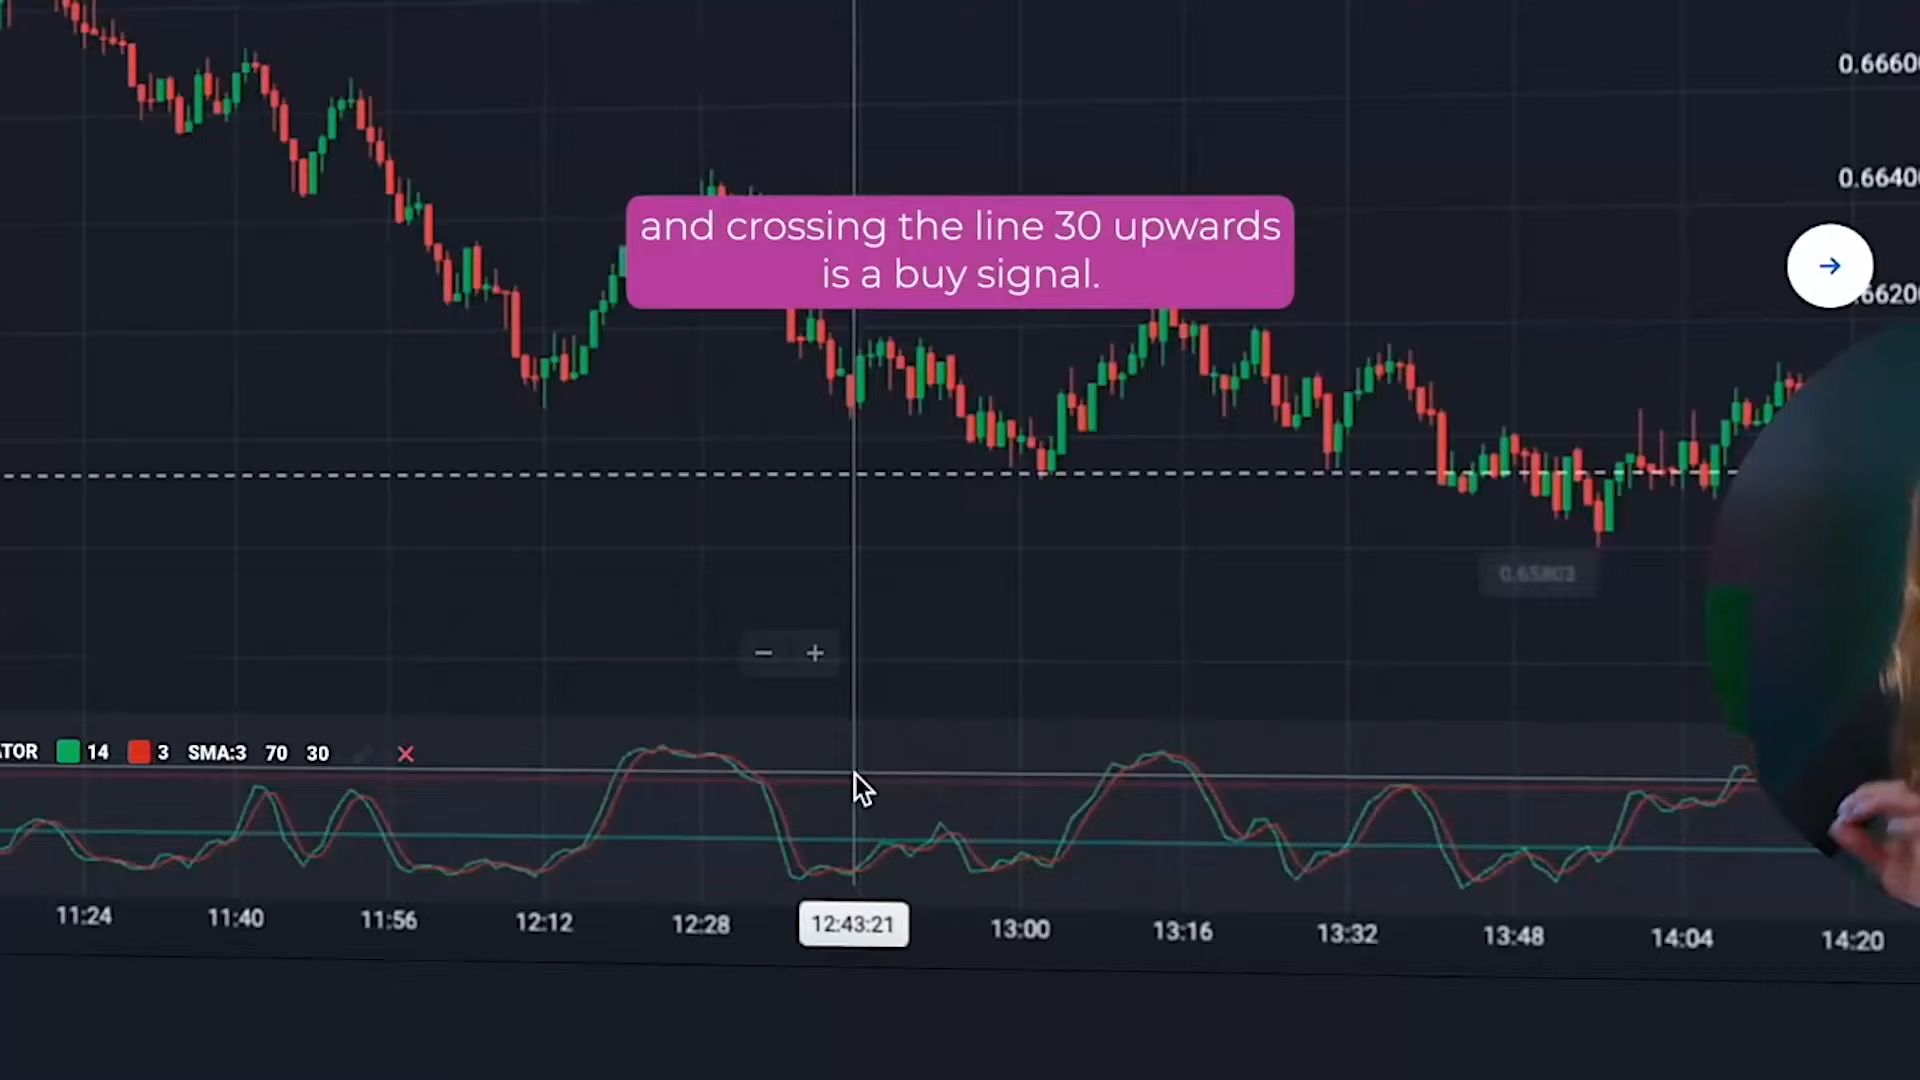 0.6660
0.6640
and crossing the line 30 upwards
is a buy signal.
6620
0.65803
− +
TOR 14 3 SMA:3 70 30
11:24 11:40 11:56 12:12 12:28 12:43:21 13:00 13:16 13:32 13:48 14:04 14:20